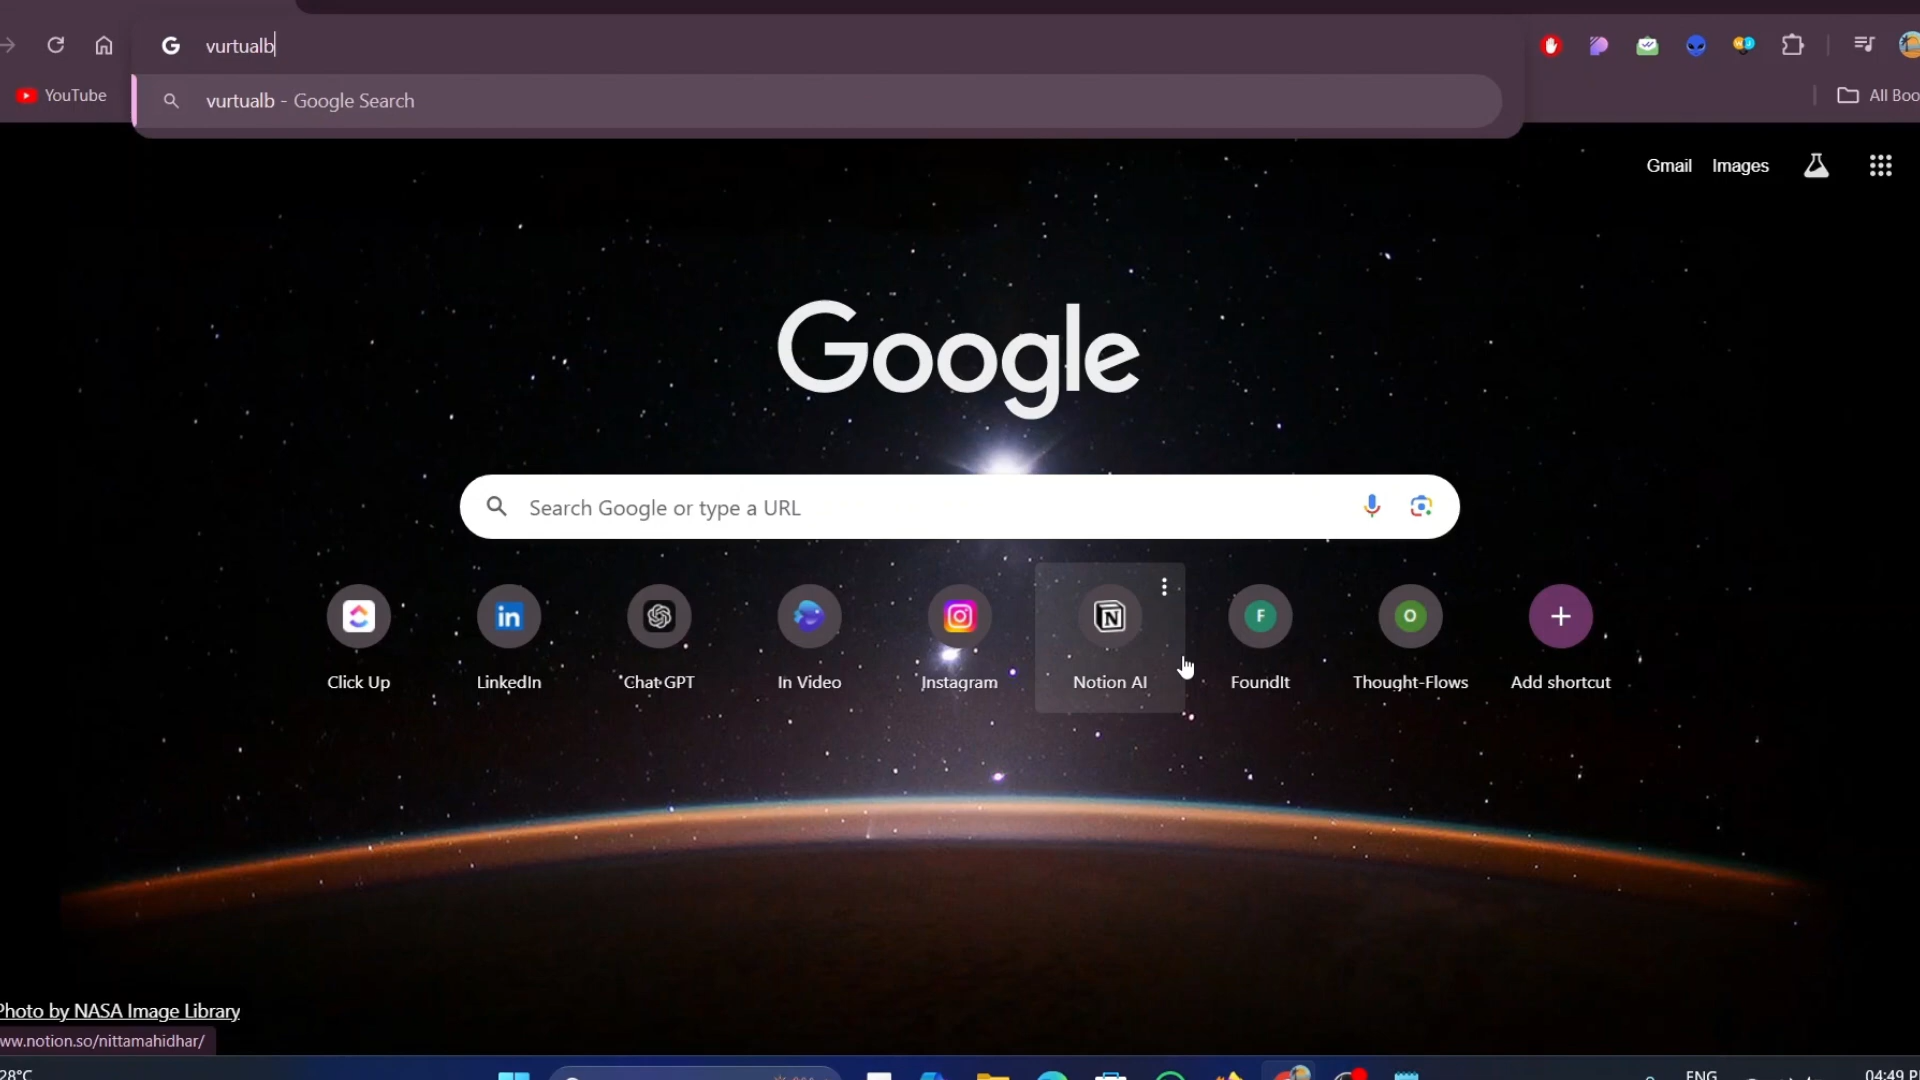 vurtualb
YouTube
vurtualb - Google Search
All Boo
Gmail Images
Google
Search Google or type a URL
Click Up
LinkedIn
Chat GPT
In Video
Instagram
Notion AI
FoundIt
Thought-Flows
Add shortcut
Photo by NASA Image Library
ww.notion.so/nittamahidhar/
28°C
ENG
04:49 P